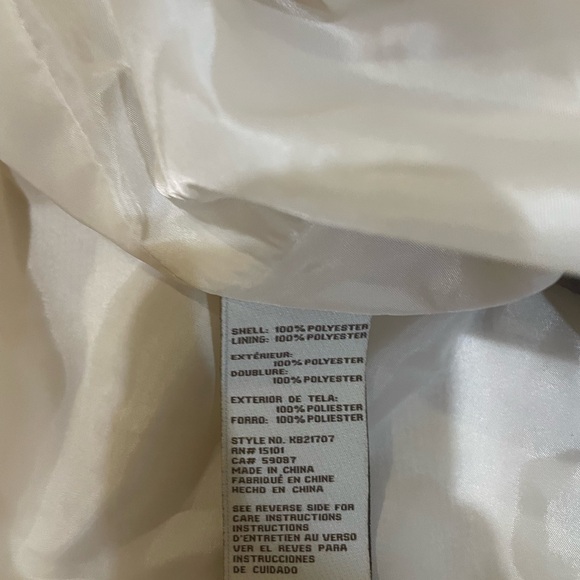 SHELL: 100% POLYESTER
LINING: 100% POLYESTER
EXTÉRIEUR:
100% POLYESTER
DOUBLURE:
100% POLYESTER
EXTERIOR DE TELA:
100% POLIESTER
FORRO: 100% POLIESTER
STYLE NO. KB21707
RN# 15101
CA# 59087
MADE IN CHINA
FABRIQUÉ EN CHINE
HECHO EN CHINA
SEE REVERSE SIDE FOR
CARE INSTRUCTIONS
INSTRUCTIONS
D'ENTRETIEN AU VERSO
VER EL REVES PARA
INSTRUCCIONES
DE CUIDADO